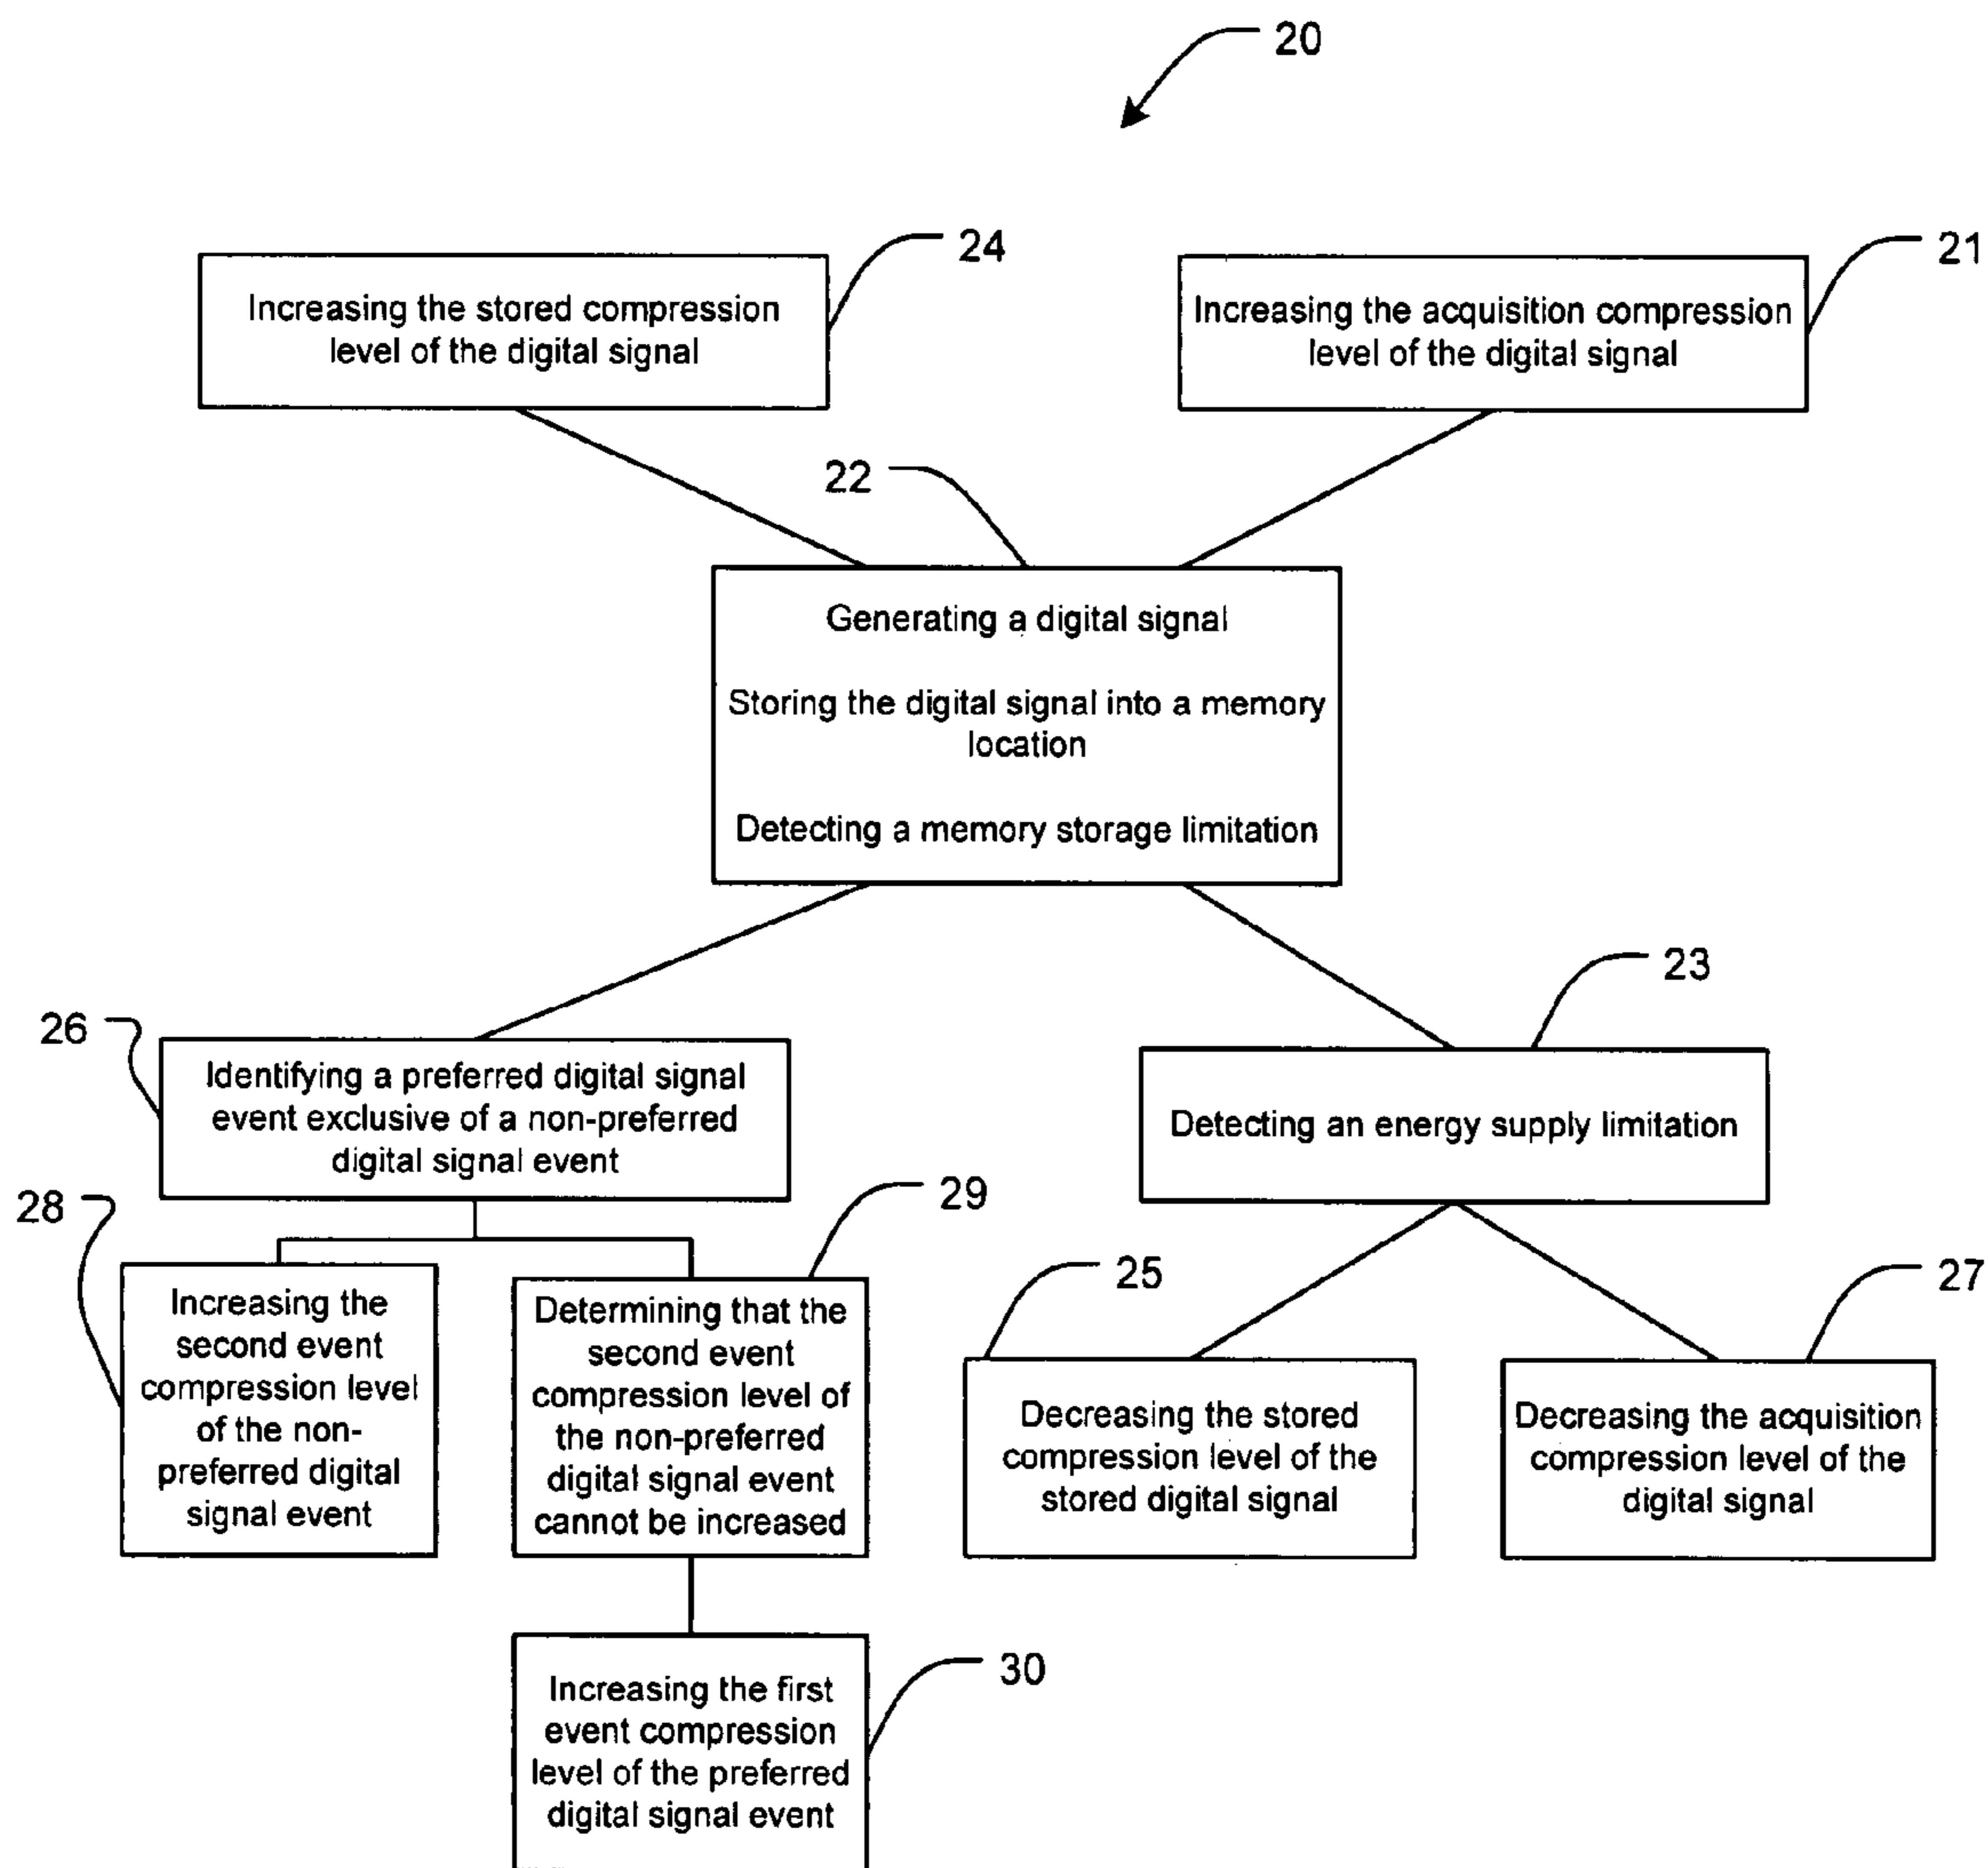 20
24
21
Increasing the stored compression
level of the digital signal
Increasing the acquisition compression
level of the digital signal
22
Generating a digital signal
Storing the digital signal into a memory
location
Detecting a memory storage limitation
23
26
Identifying a preferred digital signal
event exclusive of a non-preferred
digital signal event
Detecting an energy supply limitation
28
29
25
27
Increasing the
second event
compression level
of the non-
preferred digital
signal event
Determining that the
second event
compression level of
the non-preferred
digital signal event
cannot be increased
Decreasing the stored
compression level of the
stored digital signal
Decreasing the acquisition
compression level of the
digital signal
30
Increasing the first
event compression
level of the preferred
digital signal event